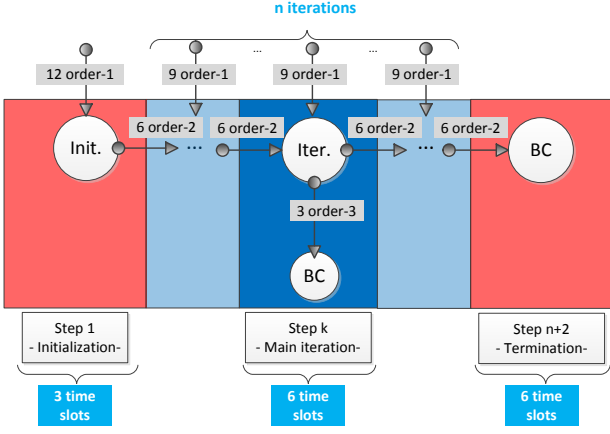 n iterations
... ...
12 order-1 9 order-1 9 order-1 9 order-1
6 order-2 6 order-2 6 order-2 6 order-2
Init. ... Iter. ... BC
3 order-3
BC
Step 1 Step k Step n+2
- Initialization- - Main iteration- - Termination-
3 time 6 time 6 time
slots slots slots